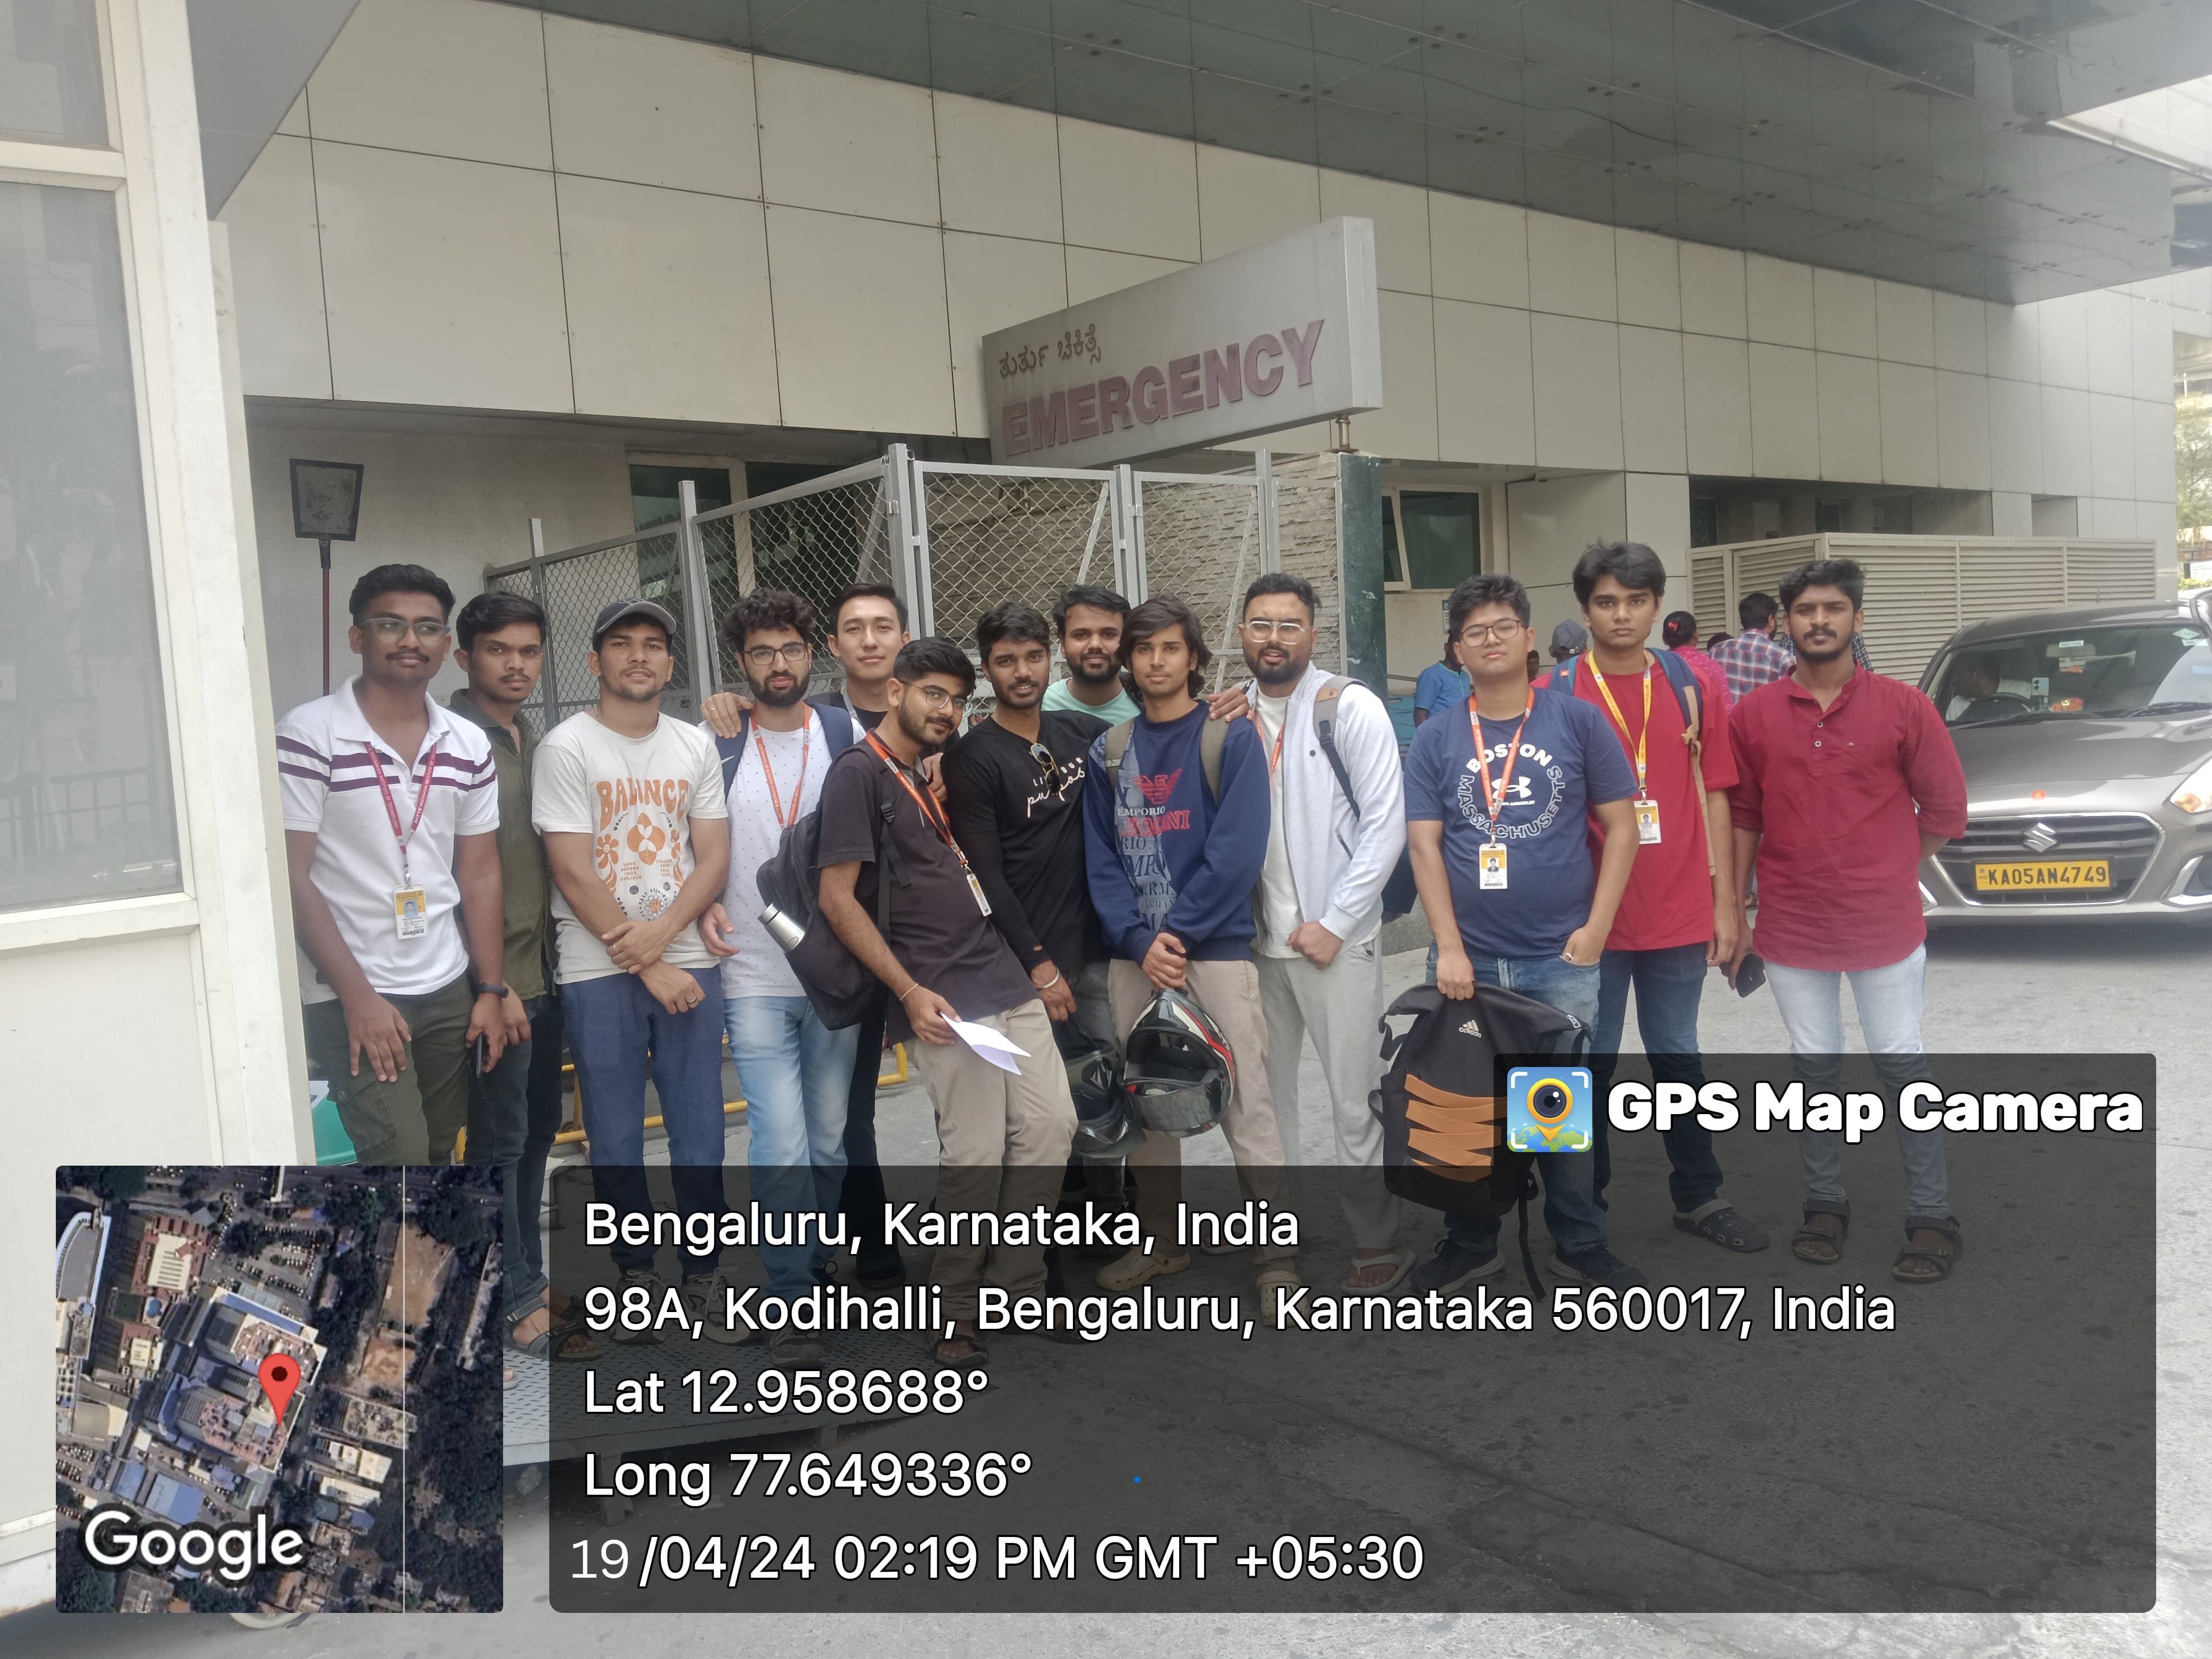 ತುರ್ತು ಚಿಕಿತ್ಸೆ
EMERGENCY
BALANCE
EMPORIO
BOSTON
MASSACHUSETTS
adidas
KA05AN4749
GPS Map Camera
Bengaluru, Karnataka, India
98A, Kodihalli, Bengaluru, Karnataka 560017, India
Lat 12.958688°
Long 77.649336°
19/04/24 02:19 PM GMT +05:30
Google